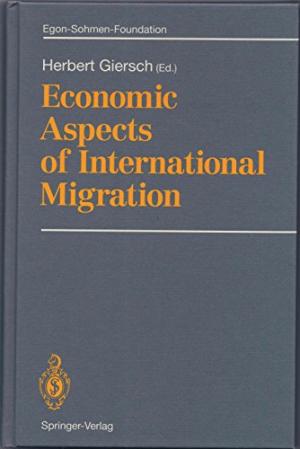 Egon-Sohmen-Foundation
Herbert Giersch (Ed.)
Economic
Aspects
of International
Migration
Springer-Verlag